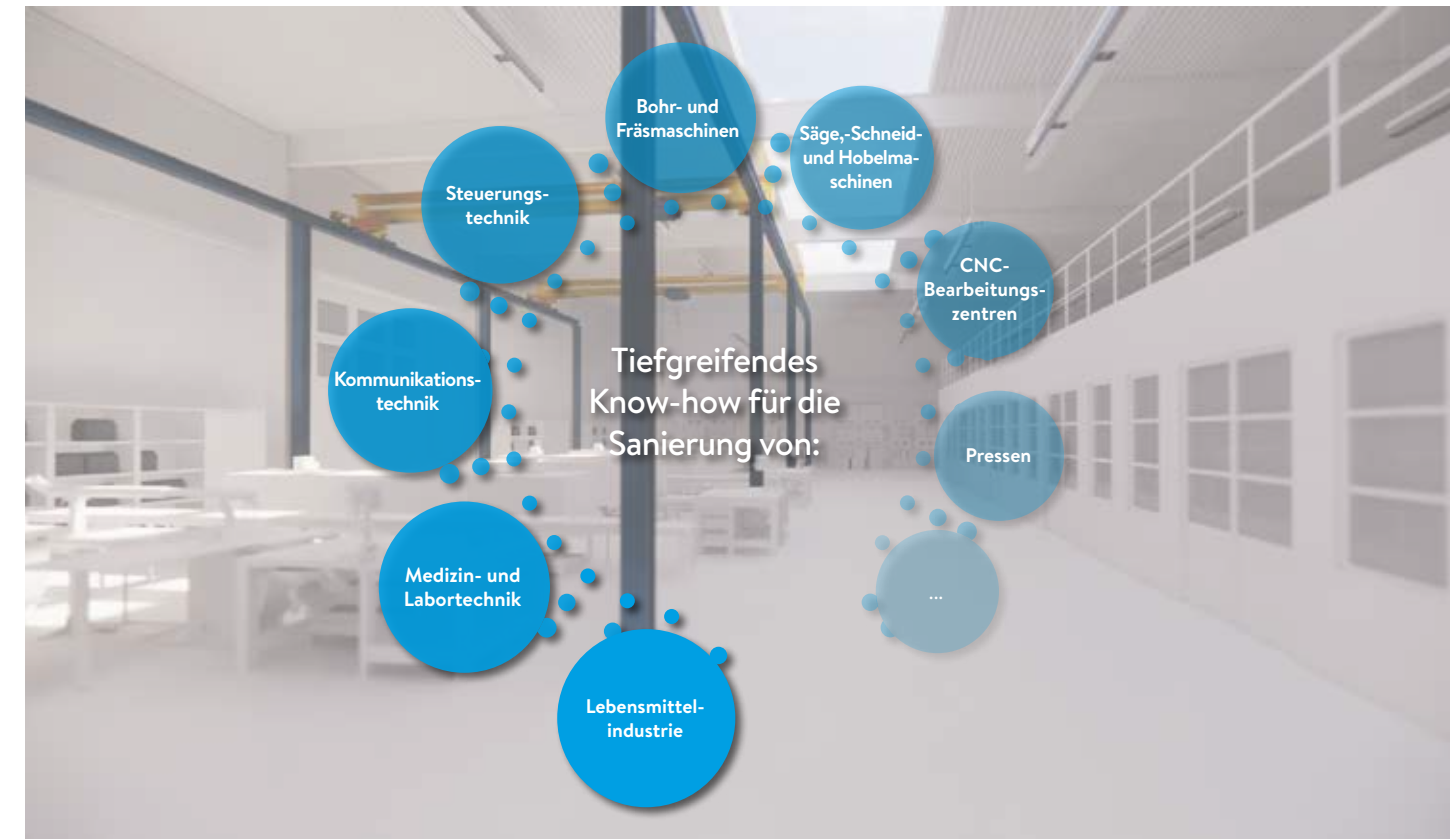 Tiefgreifendes
Know-how für die
Sanierung von:
Bohr- und
Fräsmaschinen
Säge,-Schneid-
und Hobelma-
schinen
CNC-
Bearbeitungs-
zentren
Pressen
...
Lebensmittel-
industrie
Medizin- und
Labortechnik
Kommunikations-
technik
Steuerungs-
technik